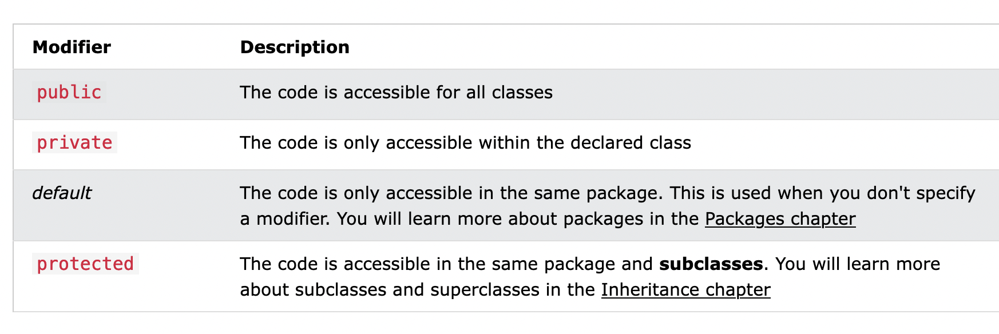 Modifier Description
public The code is accessible for all classes
private The code is only accessible within the declared class
default The code is only accessible in the same package. This is used when you don't specify
a modifier. You will learn more about packages in the Packages chapter
protected The code is accessible in the same package and subclasses. You will learn more
about subclasses and superclasses in the Inheritance chapter